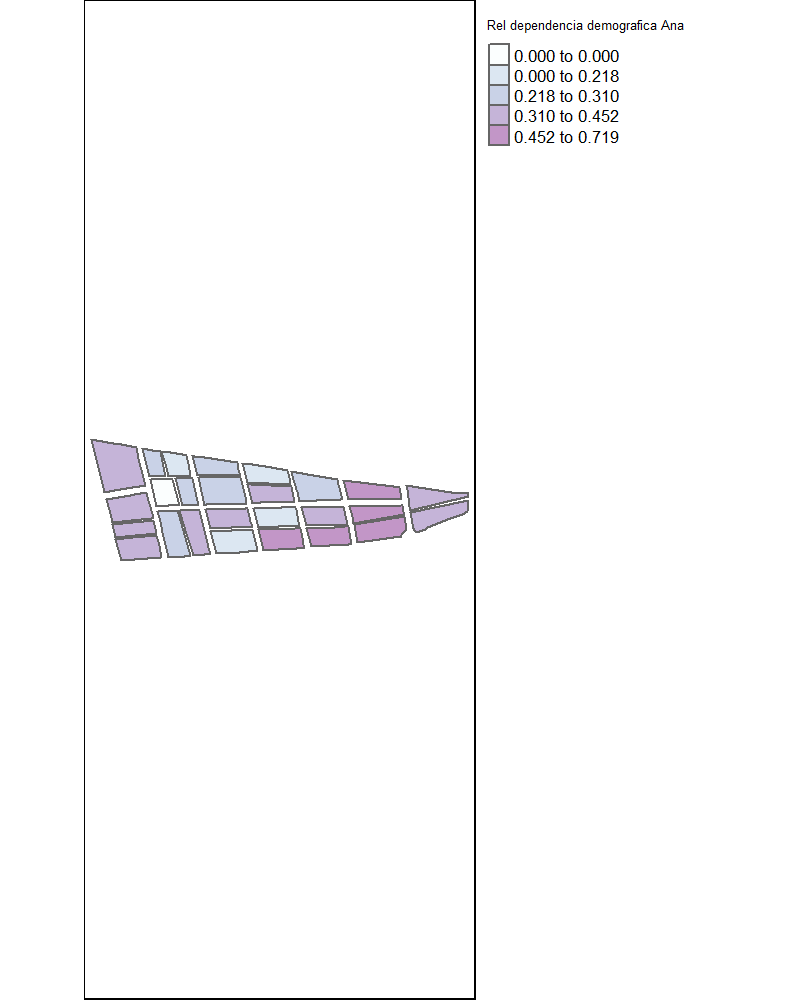 Rel dependencia demografica Ana
0.000 to 0.000
0.000 to 0.218
0.218 to 0.310
0.310 to 0.452
0.452 to 0.719